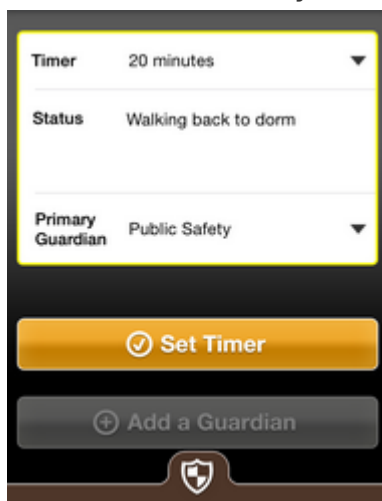 Timer 20 minutes
Status Walking back to dorm
Primary
Guardian Public Safety
Set Timer
Add a Guardian